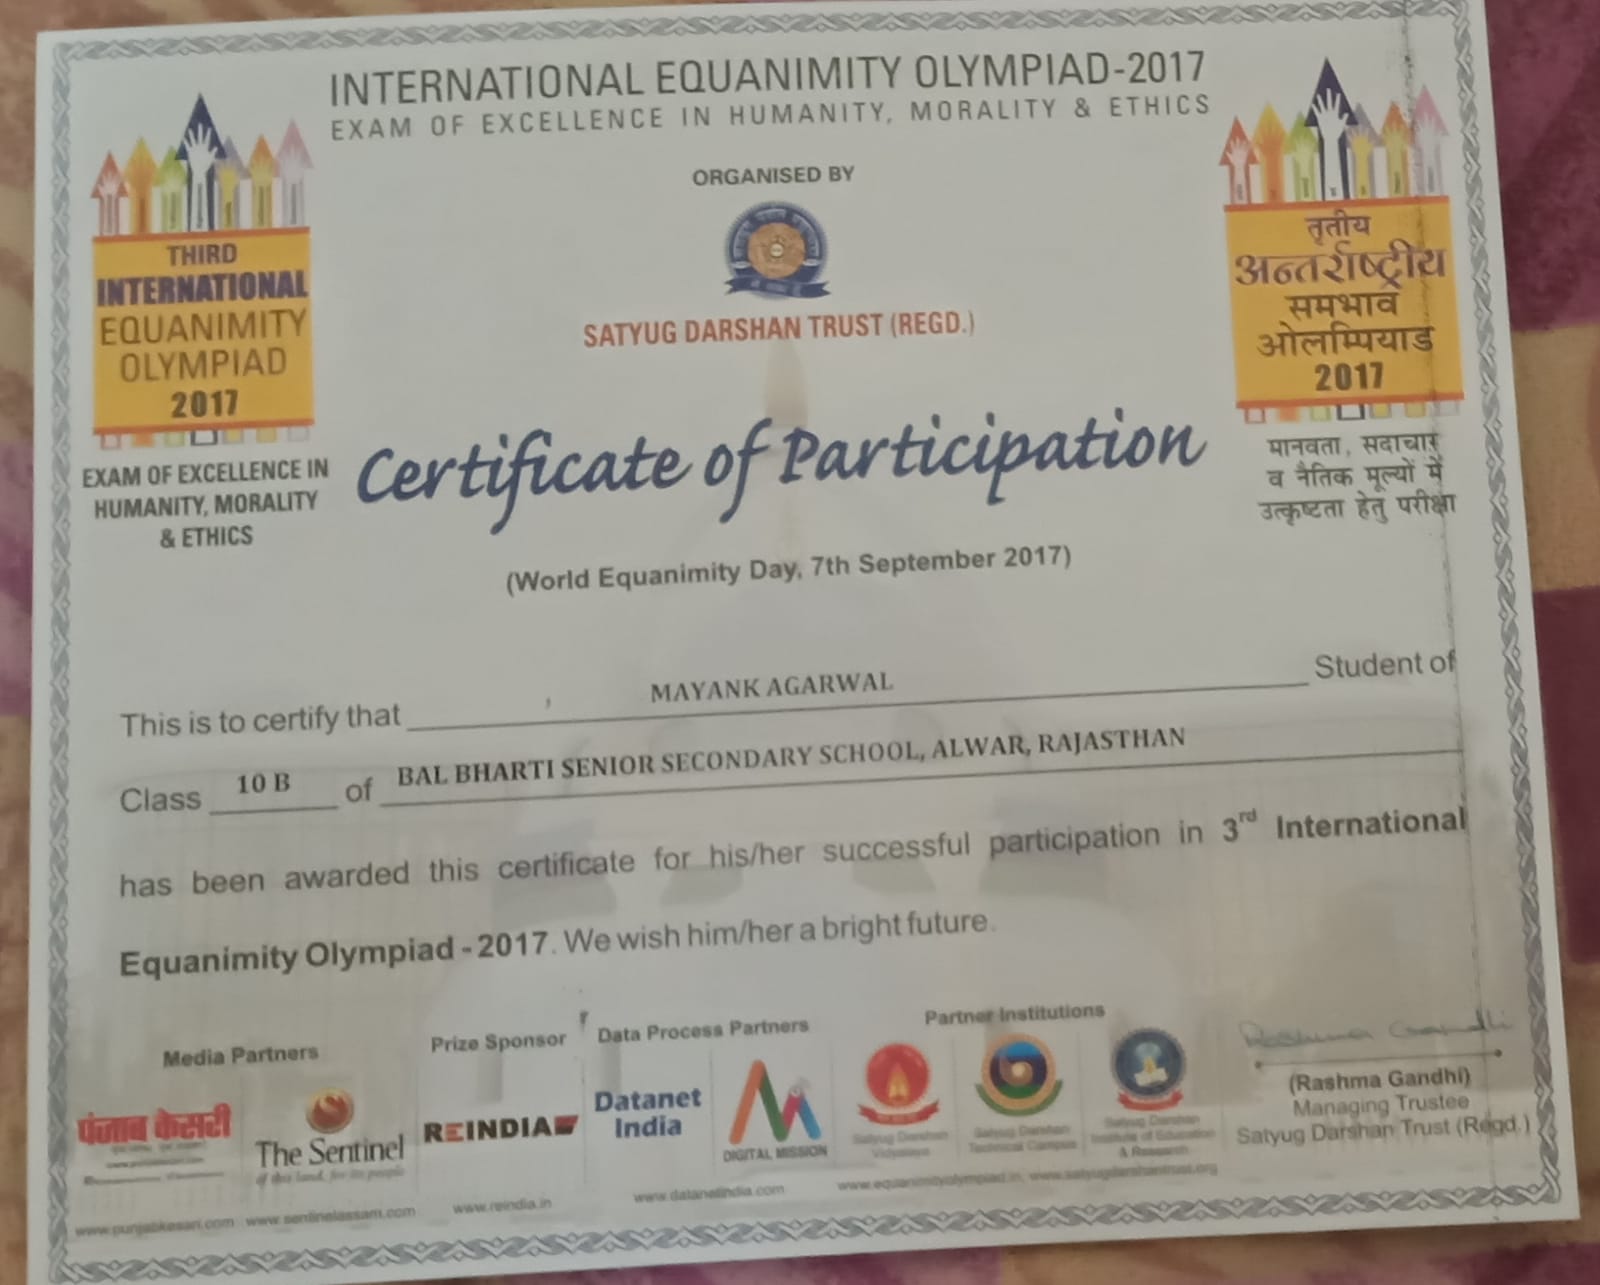 INTERNATIONAL EQUANIMITY OLYMPIAD-2017
EXAM OF EXCELLENCE IN HUMANITY, MORALITY & ETHICS
ORGANISED BY
SATYUG DARSHAN TRUST (REGD.)
THIRD
INTERNATIONAL
EQUANIMITY
OLYMPIAD
2017
EXAM OF EXCELLENCE IN
HUMANITY, MORALITY
& ETHICS
तृतीय
अन्तर्राष्ट्रीय
समभाव
ओलम्पियाड
2017
मानवता, सदाचार
व नैतिक मूल्यों में
उत्कृष्टता हेतु परीक्षा
Certificate of Participation
(World Equanimity Day, 7th September 2017)
This is to certify that MAYANK AGARWAL Student of
Class 10 B of BAL BHARTI SENIOR SECONDARY SCHOOL, ALWAR, RAJASTHAN
has been awarded this certificate for his/her successful participation in 3rd International
Equanimity Olympiad - 2017. We wish him/her a bright future.
Media Partners
पंजाब केसरी
www.punjabkesari.com
The Sentinel
of this land, for its people
www.sentinelassam.com
Prize Sponsor
REINDIA
www.reindia.in
Data Process Partners
Datanet
India
DIGITAL MISSION
www.datanetindia.com
Partner Institutions
Satyug Darshan
Vidyalaya
Satyug Darshan
Technical Campus
Satyug Darshan
Institute of Education
& Research
www.equanimityolympiad.in, www.satyugdarshantrust.org
Rashma Gandhi
(Rashma Gandhi)
Managing Trustee
Satyug Darshan Trust (Regd.)